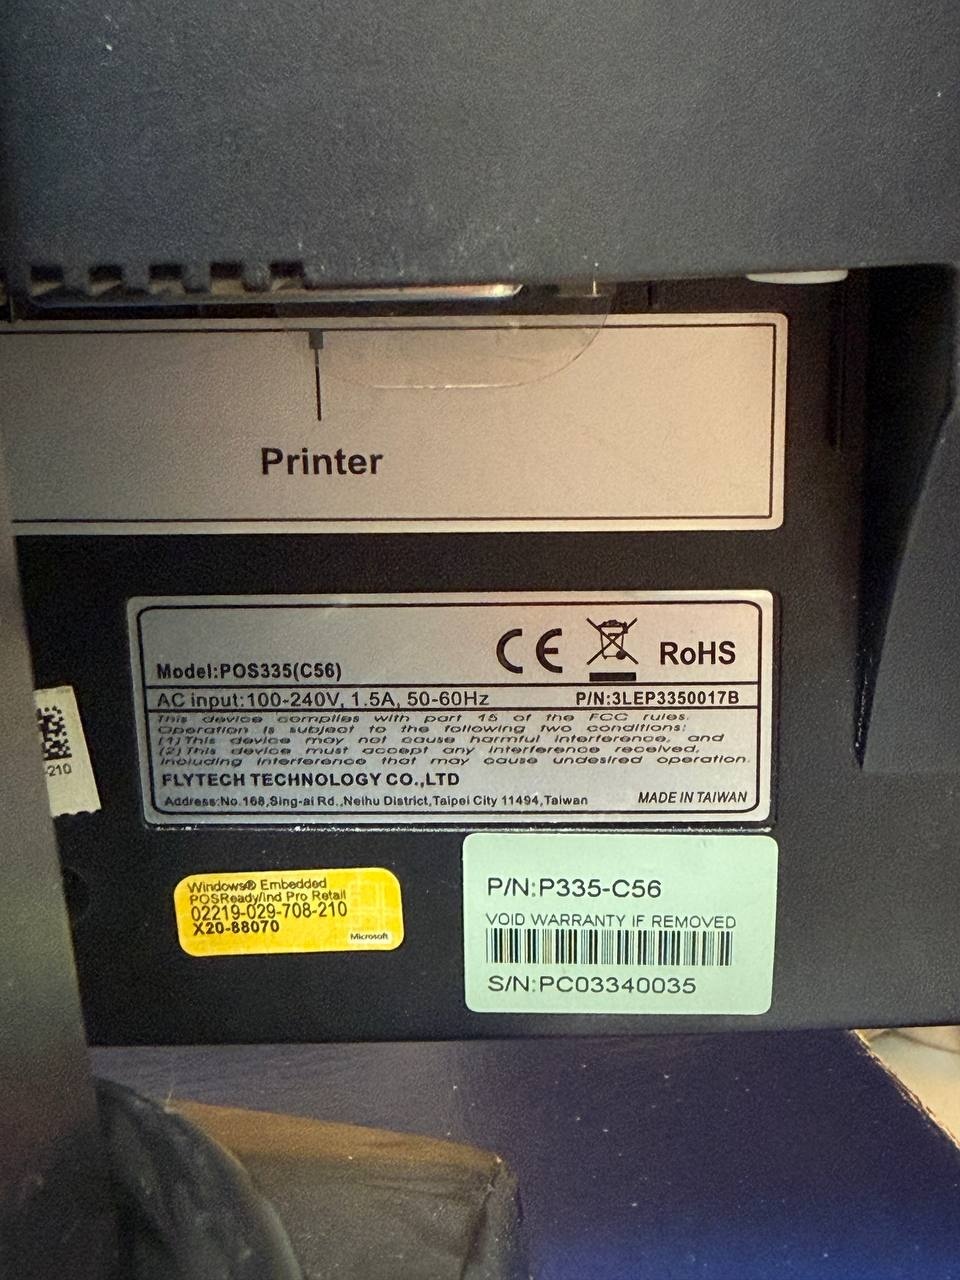 Printer
CE RoHS
Model:POS335(C56)
AC input:100-240V, 1.5A, 50-60Hz P/N:3LEP3350017B
This device complies with part 15 of the FCC rules.
Operation is subject to the following two conditions:
(1)This device may not cause harmful interference, and
(2)This device must accept any interference received,
including interference that may cause undesired operation.
FLYTECH TECHNOLOGY CO.,LTD
Address:No.168,Sing-ai Rd.,Neihu District,Taipei City 11494,Taiwan MADE IN TAIWAN
-210
Windows® Embedded
POSReady/Ind Pro Retail
02219-029-708-210
X20-88070
Microsoft
P/N:P335-C56
VOID WARRANTY IF REMOVED
S/N:PC03340035